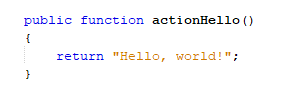 public function actionHello()
{
    return "Hello, world!";
}